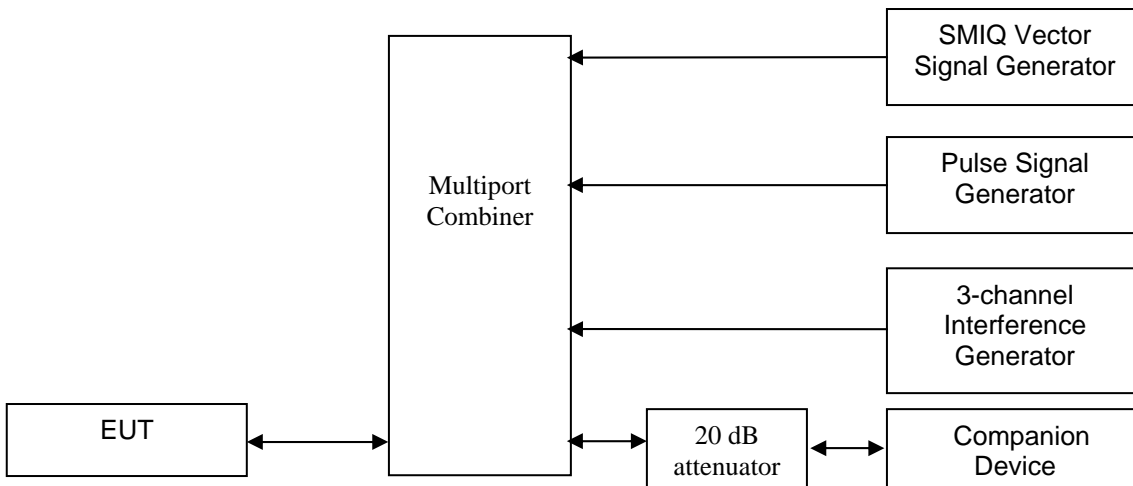 SMIQ Vector
Signal Generator
Pulse Signal
Generator
Multiport
Combiner
3-channel
Interference
Generator
EUT
20 dB
attenuator
Companion
Device